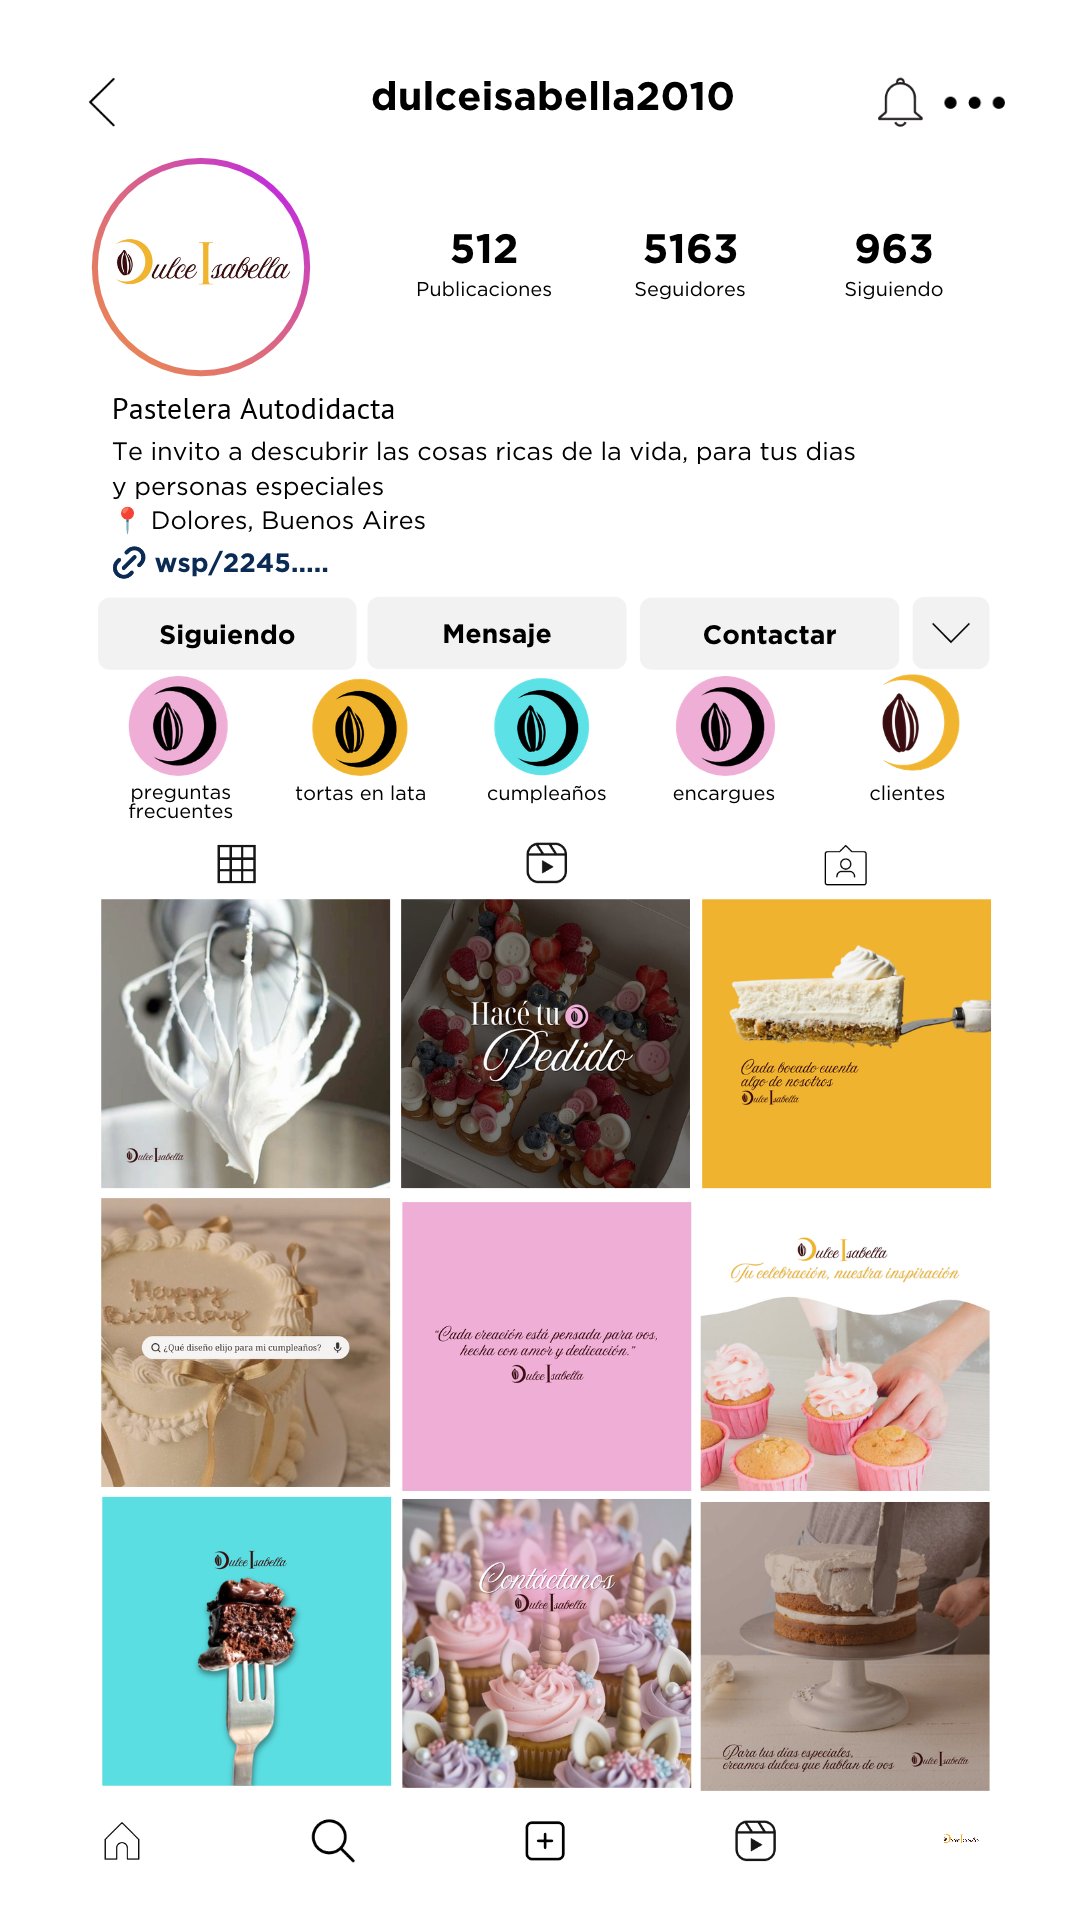 dulceisabella2010
Dulce Isabella
512
Publicaciones
5163
Seguidores
963
Siguiendo
Pastelera Autodidacta
Te invito a descubrir las cosas ricas de la vida, para tus dias
y personas especiales
📍 Dolores, Buenos Aires
wsp/2245.....
Siguiendo
Mensaje
Contactar
preguntas
frecuentes
tortas en lata
cumpleaños
encargues
clientes
Dulce Isabella
Hacé tu
Pedido
Cada bocado cuenta
algo de nosotros
Dulce Isabella
Happy
Birthday
¿Qué diseño elijo para mi cumpleaños?
"Cada creación está pensada para vos,
hecha con amor y dedicación."
Dulce Isabella
Dulce Isabella
Tu celebración, nuestra inspiración
Dulce Isabella
Contáctanos
Dulce Isabella
Para tus días especiales,
creamos dulces que hablan de vos
Dulce Isabella
Dulce Isabella